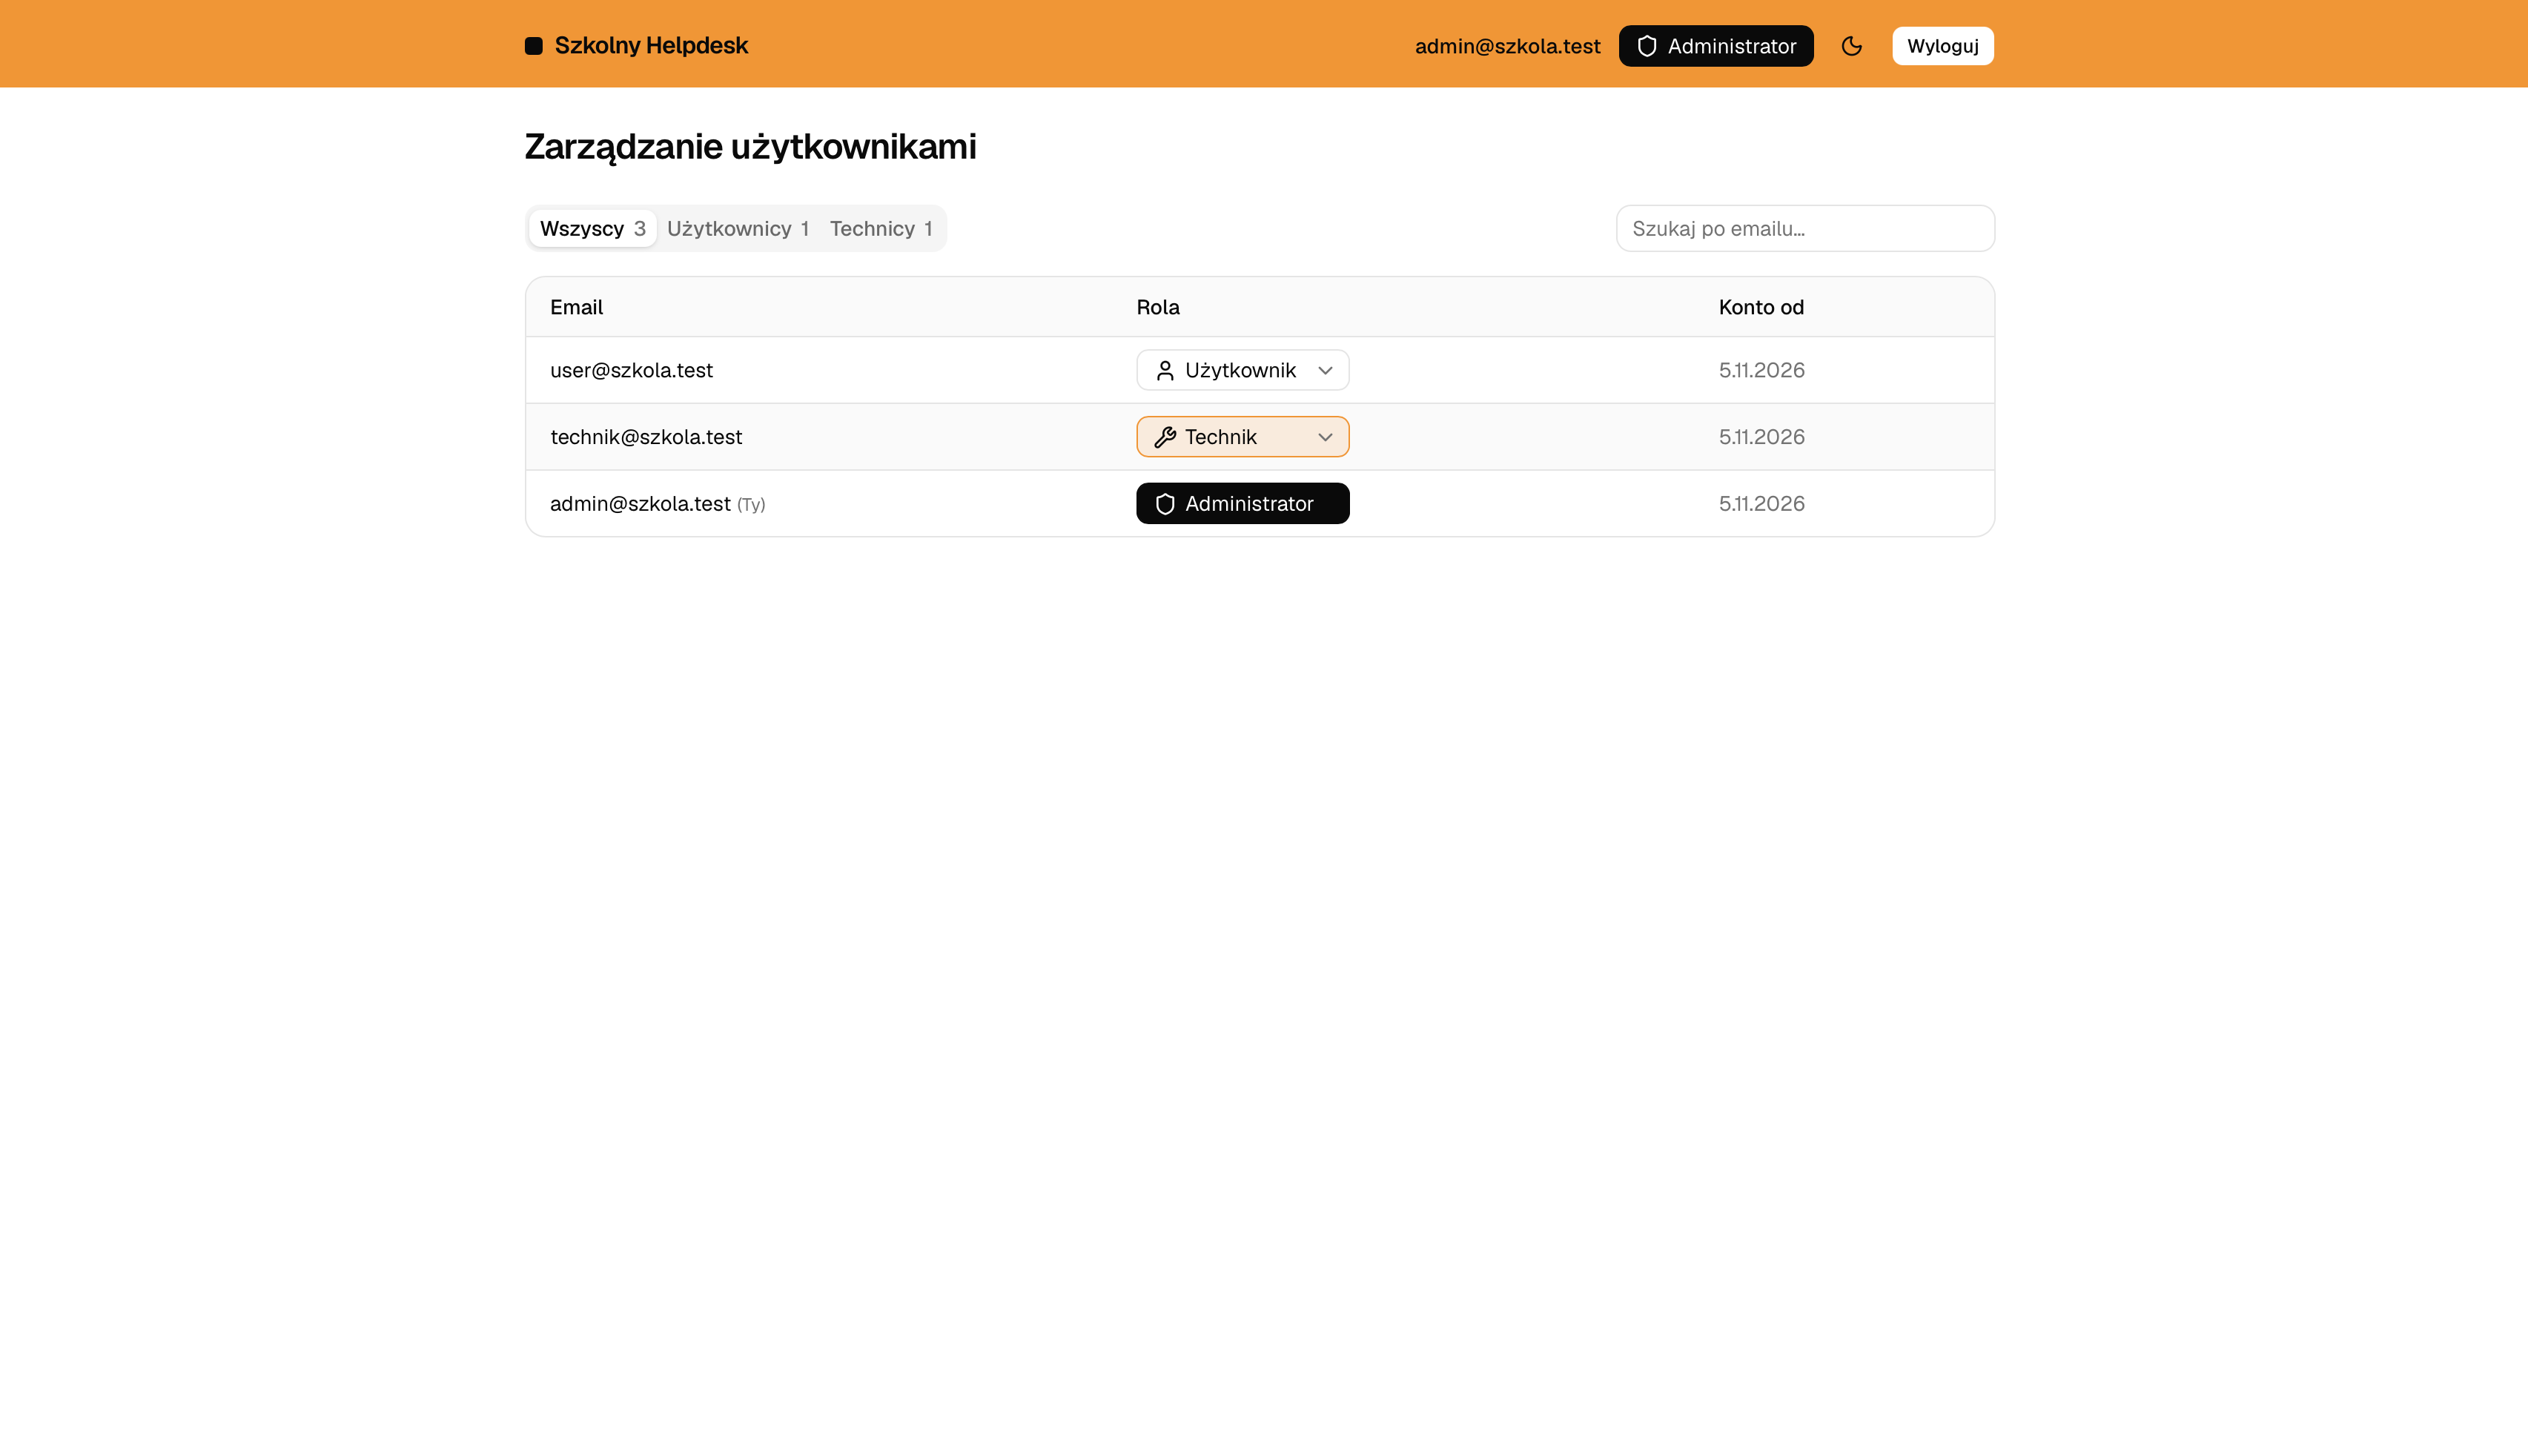 Szkolny Helpdesk
admin@szkola.test
Administrator
Wyloguj
Zarządzanie użytkownikami
Wszyscy 3
Użytkownicy 1
Technicy 1
Szukaj po emailu...
Email Rola Konto od
user@szkola.test Użytkownik 5.11.2026
technik@szkola.test Technik 5.11.2026
admin@szkola.test (Ty) Administrator 5.11.2026